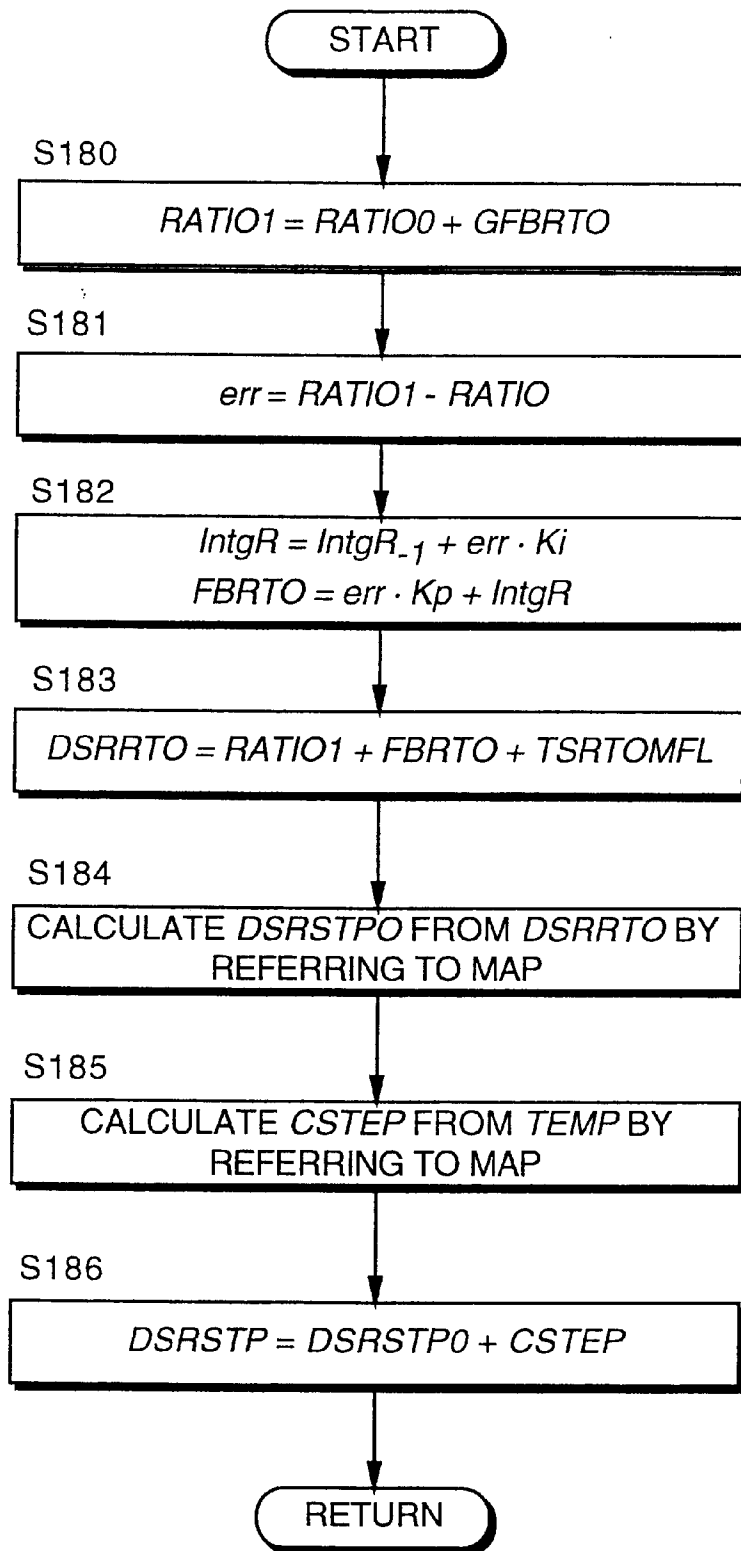 START
S180
RATIO1 = RATIO0 + GFBRTO
S181
err = RATIO1 - RATIO
S182
IntgR = IntgR-1 + err · Ki
FBRTO = err · Kp + IntgR
S183
DSRRTO = RATIO1 + FBRTO + TSRTOMFL
S184
CALCULATE DSRSTPO FROM DSRRTO BY
REFERRING TO MAP
S185
CALCULATE CSTEP FROM TEMP BY
REFERRING TO MAP
S186
DSRSTP = DSRSTP0 + CSTEP
RETURN